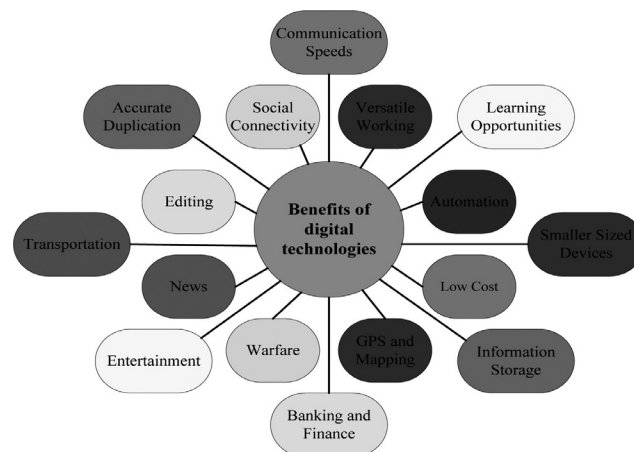 Communication
Speeds
Accurate
Duplication
Social
Connectivity
Versatile
Working
Learning
Opportunities
Editing
Benefits of
digital
technologies
Automation
Transportation
Smaller Sized
Devices
News
Low Cost
Entertainment
Warfare
GPS and
Mapping
Information
Storage
Banking and
Finance